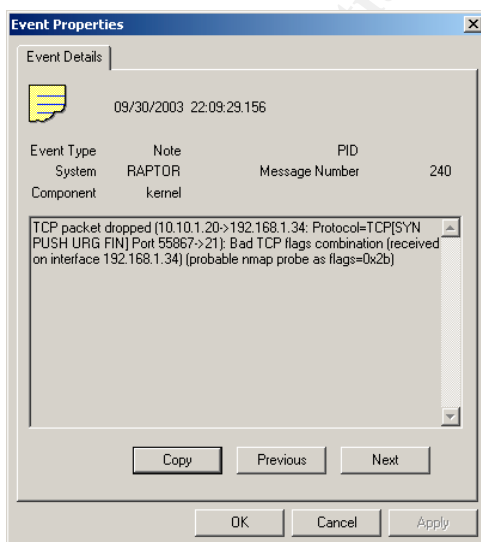 Event Properties
Event Details
09/30/2003 22:09:29.156
Event Type Note PID
System RAPTOR Message Number 240
Component kernel
TCP packet dropped (10.10.1.20->192.168.1.34: Protocol=TCP[SYN
PUSH URG FIN] Port 55867->21): Bad TCP flags combination (received
on interface 192.168.1.34) (probable nmap probe as flags=0x2b)
Copy Previous Next
OK Cancel Apply